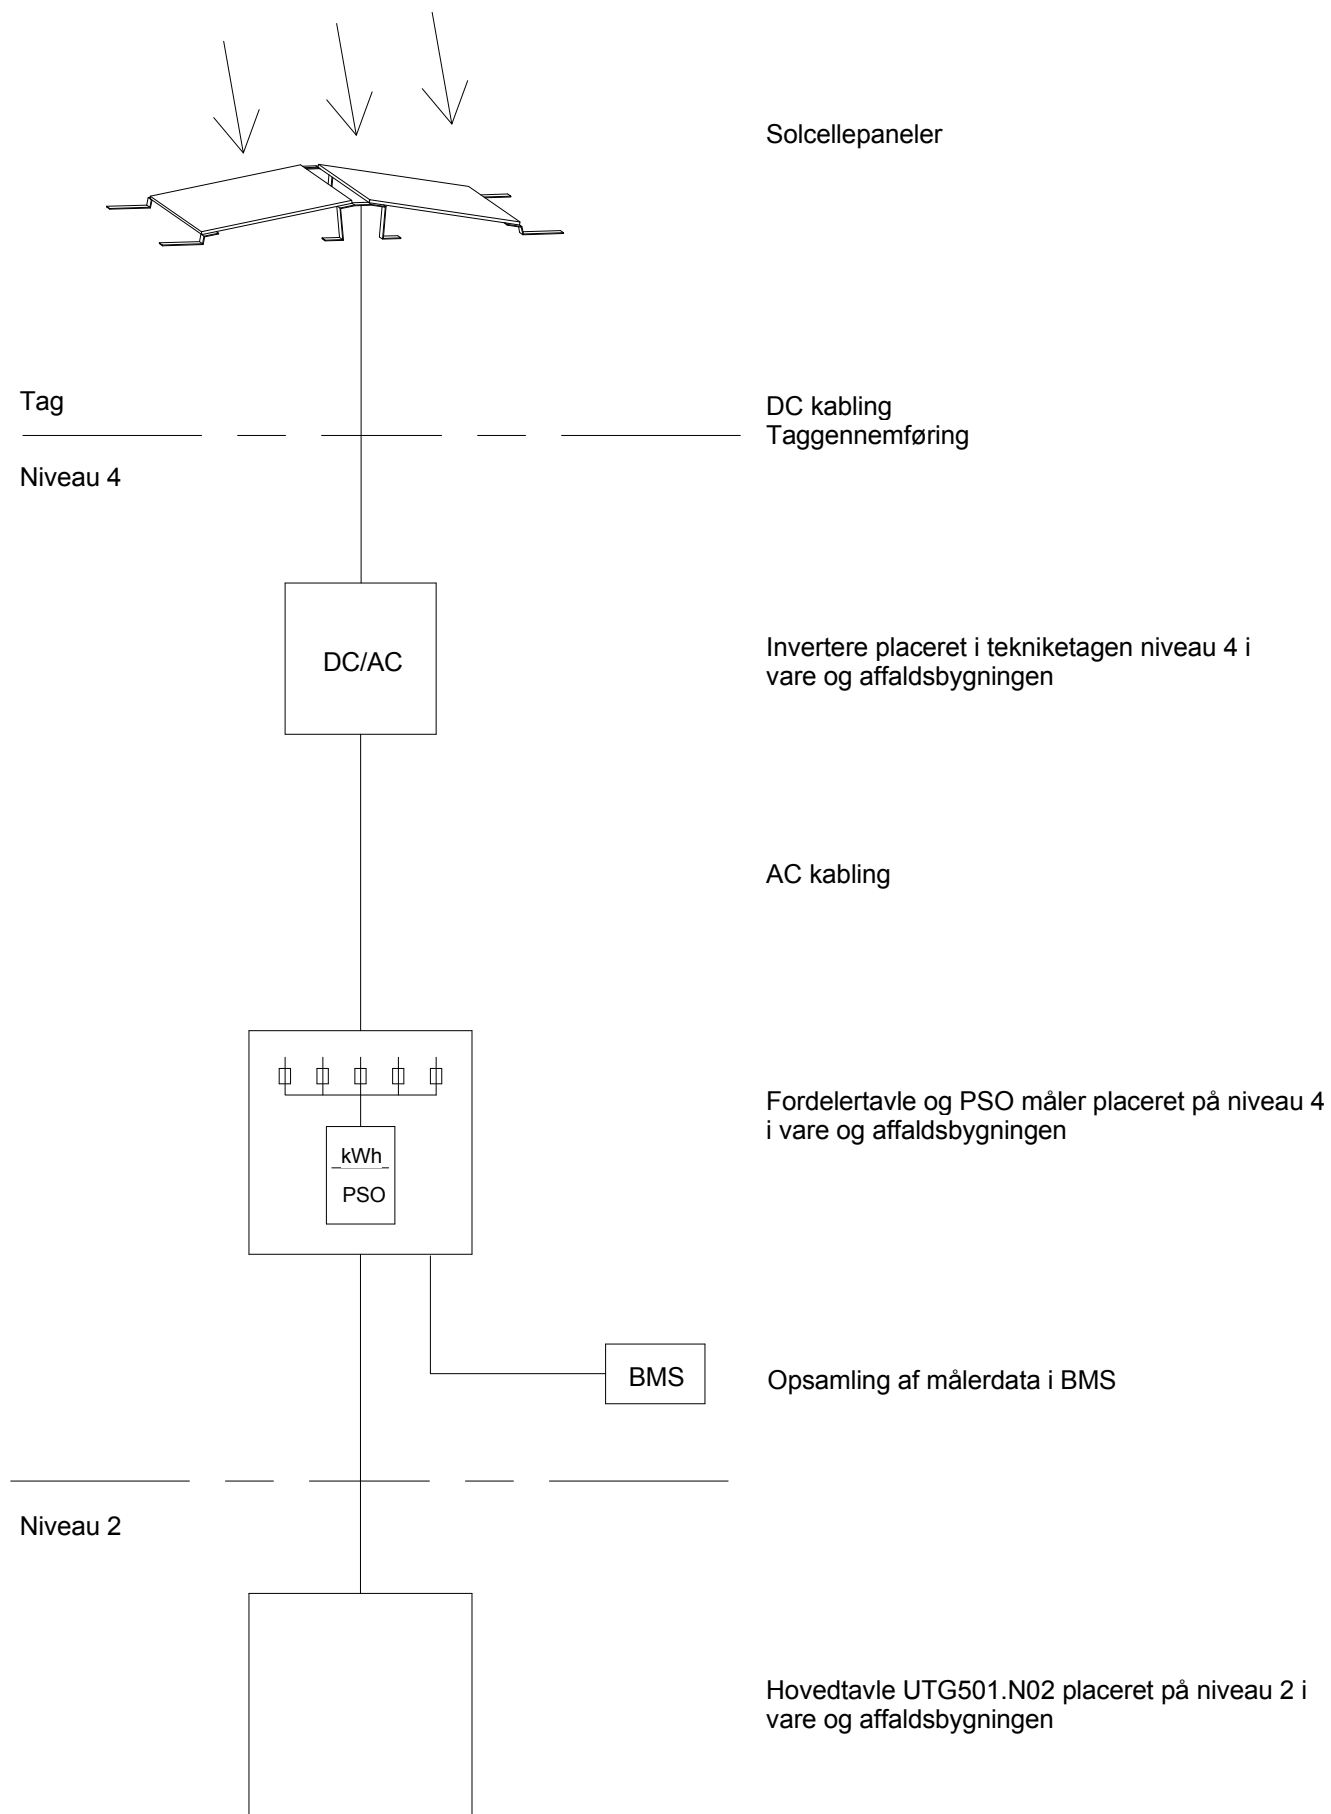 Solcellepaneler
Tag
DC kabling
Taggennemføring
Niveau 4
DC/AC
Invertere placeret i tekniketagen niveau 4 i
vare og affaldsbygningen
AC kabling
Fordelertavle og PSO måler placeret på niveau 4
i vare og affaldsbygningen
kWh
PSO
BMS
Opsamling af målerdata i BMS
Niveau 2
Hovedtavle UTG501.N02 placeret på niveau 2 i
vare og affaldsbygningen